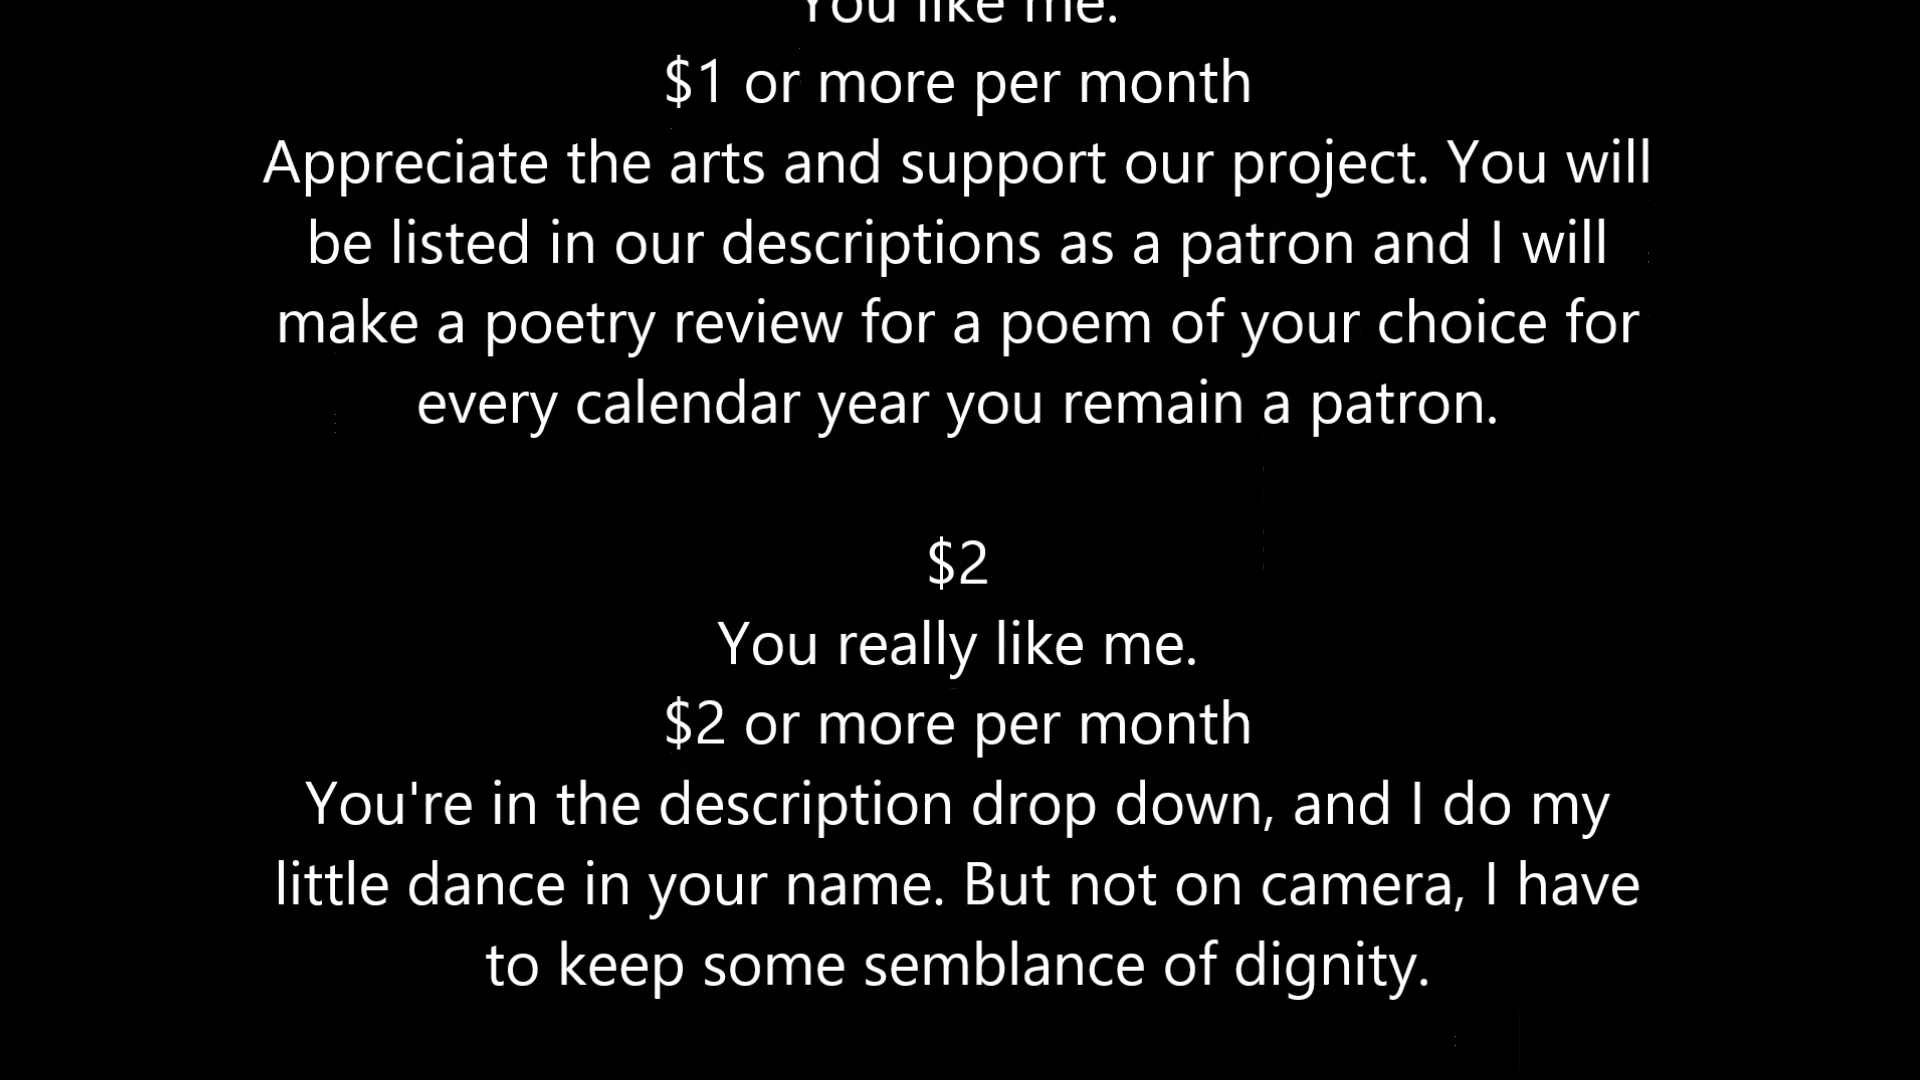 You like me.
$1 or more per month
Appreciate the arts and support our project. You will
be listed in our descriptions as a patron and I will
make a poetry review for a poem of your choice for
every calendar year you remain a patron.
$2
You really like me.
$2 or more per month
You're in the description drop down, and I do my
little dance in your name. But not on camera, I have
to keep some semblance of dignity.